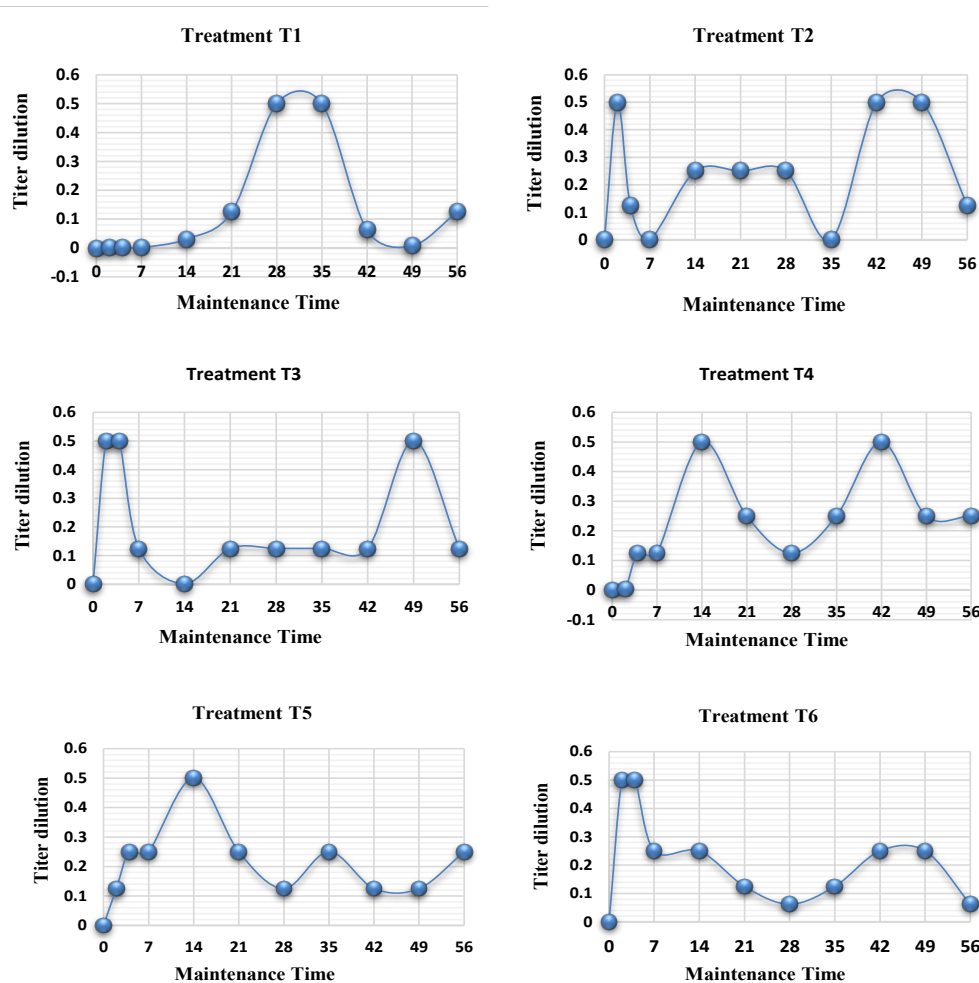 Treatment T1
Titer dilution
0.6
0.5
0.4
0.3
0.2
0.1
0
-0.1
0 7 14 21 28 35 42 49 56
Maintenance Time
Treatment T2
Titer dilution
0.6
0.5
0.4
0.3
0.2
0.1
0
0 7 14 21 28 35 42 49 56
Maintenance Time
Treatment T3
Titer dilution
0.6
0.5
0.4
0.3
0.2
0.1
0
0 7 14 21 28 35 42 49 56
Maintenance Time
Treatment T4
Titer dilution
0.6
0.5
0.4
0.3
0.2
0.1
0
-0.1
0 7 14 21 28 35 42 49 56
Maintenance Time
Treatment T5
Titer dilution
0.6
0.5
0.4
0.3
0.2
0.1
0
0 7 14 21 28 35 42 49 56
Maintenance Time
Treatment T6
Titer dilution
0.6
0.5
0.4
0.3
0.2
0.1
0
0 7 14 21 28 35 42 49 56
Maintenance Time